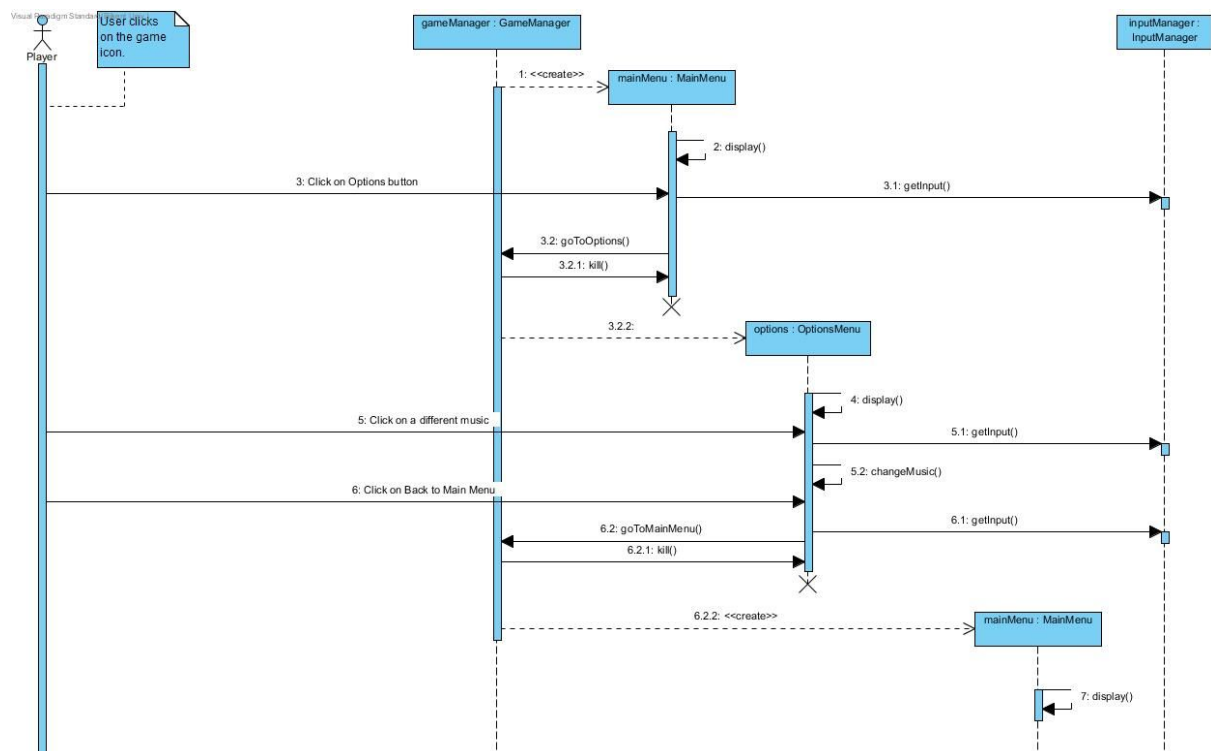 User clicks
on the game
icon.
Player
gameManager : GameManager
inputManager :
InputManager
1: <<create>>
mainMenu : MainMenu
2: display()
3: Click on Options button
3.1: getInput()
3.2: goToOptions()
3.2.1: kill()
3.2.2:
options : OptionsMenu
4: display()
5: Click on a different music
5.1: getInput()
5.2: changeMusic()
6: Click on Back to Main Menu
6.1: getInput()
6.2: goToMainMenu()
6.2.1: kill()
6.2.2: <<create>>
mainMenu : MainMenu
7: display()